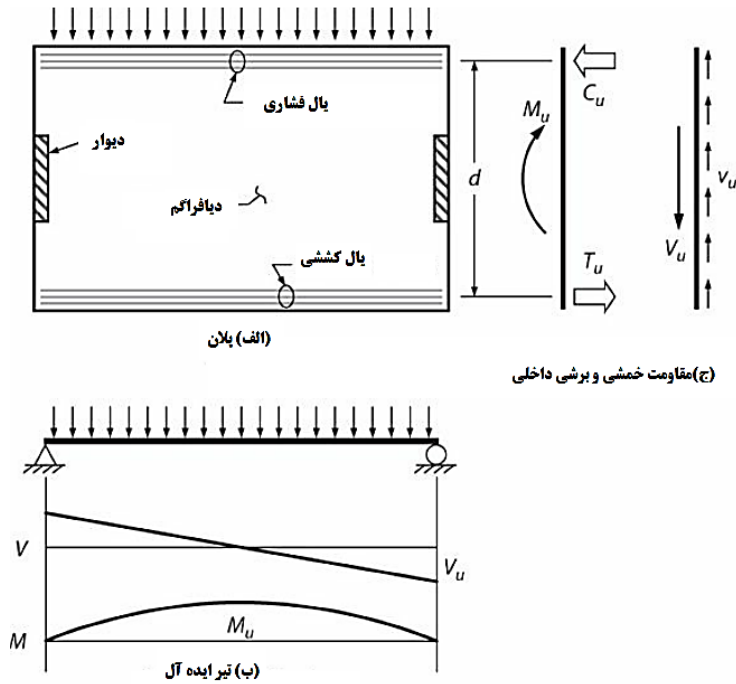 یال فشاری
دیوار
دیافراگم
یال کششی
(الف) پلان
d
Mu
Cu
Tu
Vu
vu
(ج)مقاومت خمشی و برشی داخلی
V
Vu
M
Mu
(ب) تیر ایده آل